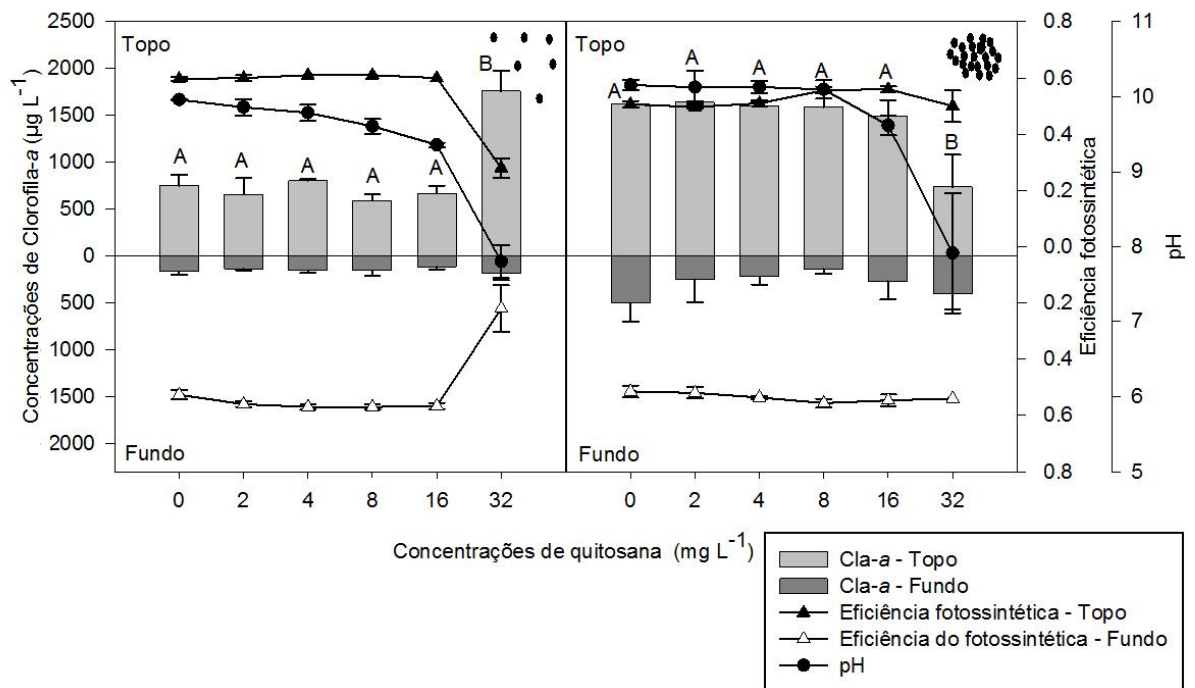 Topo
Topo
Concentrações de Clorofila-a (µg L-1)
2500
2000
1500
1000
500
0
500
1000
1500
2000
A
A
A
A
A
B
A
A
A
A
A
B
0.8
0.6
0.4
0.2
0.0
0.2
0.4
0.6
0.8
Eficiência fotossintética
11
10
9
8
7
6
5
pH
Fundo
Fundo
0 2 4 8 16 32
0 2 4 8 16 32
Concentrações de quitosana (mg L-1)
Cla-a - Topo
Cla-a - Fundo
Eficiência fotossintética - Topo
Eficiência do fotossintética - Fundo
pH